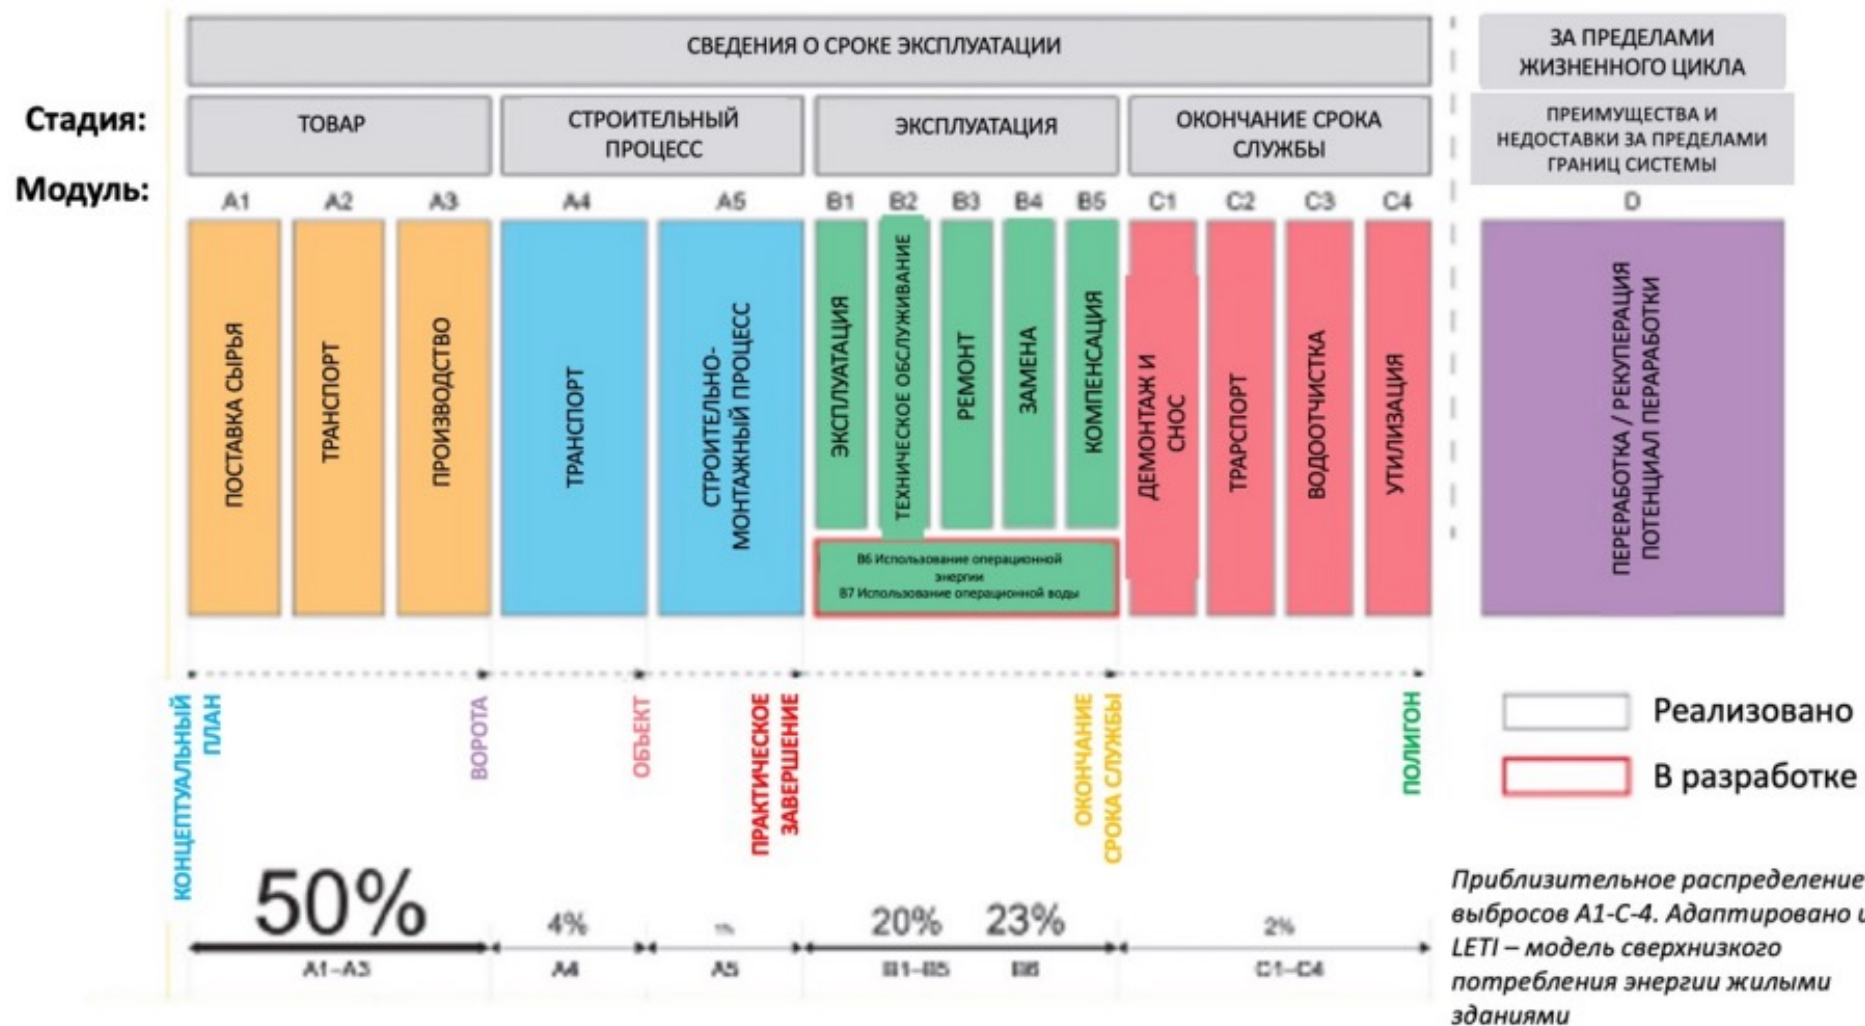 СВЕДЕНИЯ О СРОКЕ ЭКСПЛУАТАЦИИ
ЗА ПРЕДЕЛАМИ
ЖИЗНЕННОГО ЦИКЛА
Стадия:
ТОВАР
СТРОИТЕЛЬНЫЙ
ПРОЦЕСС
ЭКСПЛУАТАЦИЯ
ОКОНЧАНИЕ СРОКА
СЛУЖБЫ
ПРЕИМУЩЕСТВА И
НЕДОСТАВКИ ЗА ПРЕДЕЛАМИ
ГРАНИЦ СИСТЕМЫ
Модуль:
A1 A2 A3 A4 A5 B1 B2 B3 B4 B5 C1 C2 C3 C4 D
ПОСТАВКА СЫРЬЯ
ТРАНСПОРТ
ПРОИЗВОДСТВО
ТРАНСПОРТ
СТРОИТЕЛЬНО-
МОНТАЖНЫЙ ПРОЦЕСС
ЭКСПЛУАТАЦИЯ
ТЕХНИЧЕСКОЕ ОБСЛУЖИВАНИЕ
РЕМОНТ
ЗАМЕНА
КОМПЕНСАЦИЯ
ДЕМОНТАЖ И
СНОС
ТРАРСПОРТ
ВОДООТЧИСТКА
УТИЛИЗАЦИЯ
ПЕРЕРАБОТКА / РЕКУПЕРАЦИЯ
ПОТЕНЦИАЛ ПЕРАРАБОТКИ
B6 Использование операционной
энергии
B7 Использование операционной воды
КОНЦЕПТУАЛЬНЫЙ
ПЛАН
ВОРОТА
ОБЪЕКТ
ПРАКТИЧЕСКОЕ
ЗАВЕРШЕНИЕ
ОКОНЧАНИЕ
СРОКА СЛУЖБЫ
ПОЛИГОН
Реализовано
В разработке
50% 4% 1% 20% 23% 2%
A1–A3 A4 A5 B1–B5 B6 C1–C4
Приблизительное распределение
выбросов A1-C-4. Адаптировано
LETI – модель сверхнизкого
потребления энергии жилыми
зданиями